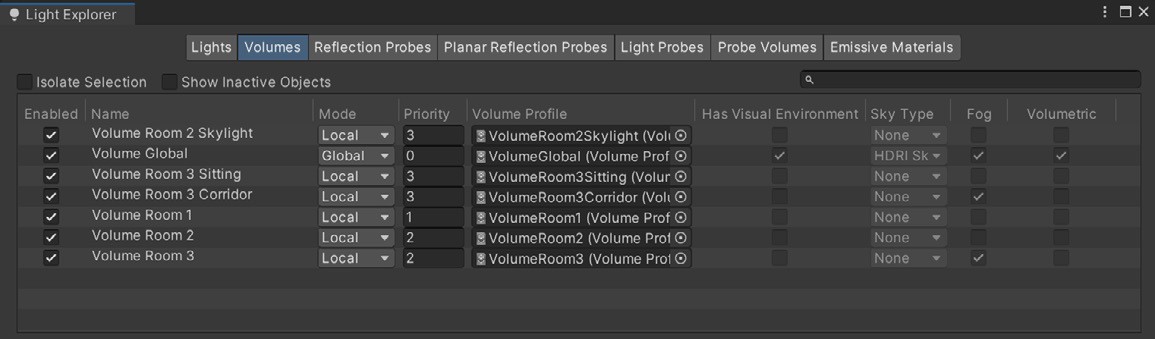 Light Explorer
Lights Volumes Reflection Probes Planar Reflection Probes Light Probes Probe Volumes Emissive Materials
Isolate Selection Show Inactive Objects
Enabled Name Mode Priority Volume Profile Has Visual Environment Sky Type Fog Volumetric
Volume Room 2 Skylight Local 3 VolumeRoom2Skylight (Volu None
Volume Global Global 0 VolumeGlobal (Volume Prof HDRI Sk
Volume Room 3 Sitting Local 3 VolumeRoom3Sitting (Volum None
Volume Room 3 Corridor Local 3 VolumeRoom3Corridor (Volu None
Volume Room 1 Local 1 VolumeRoom1 (Volume Prof None
Volume Room 2 Local 2 VolumeRoom2 (Volume Prof None
Volume Room 3 Local 2 VolumeRoom3 (Volume Prof None